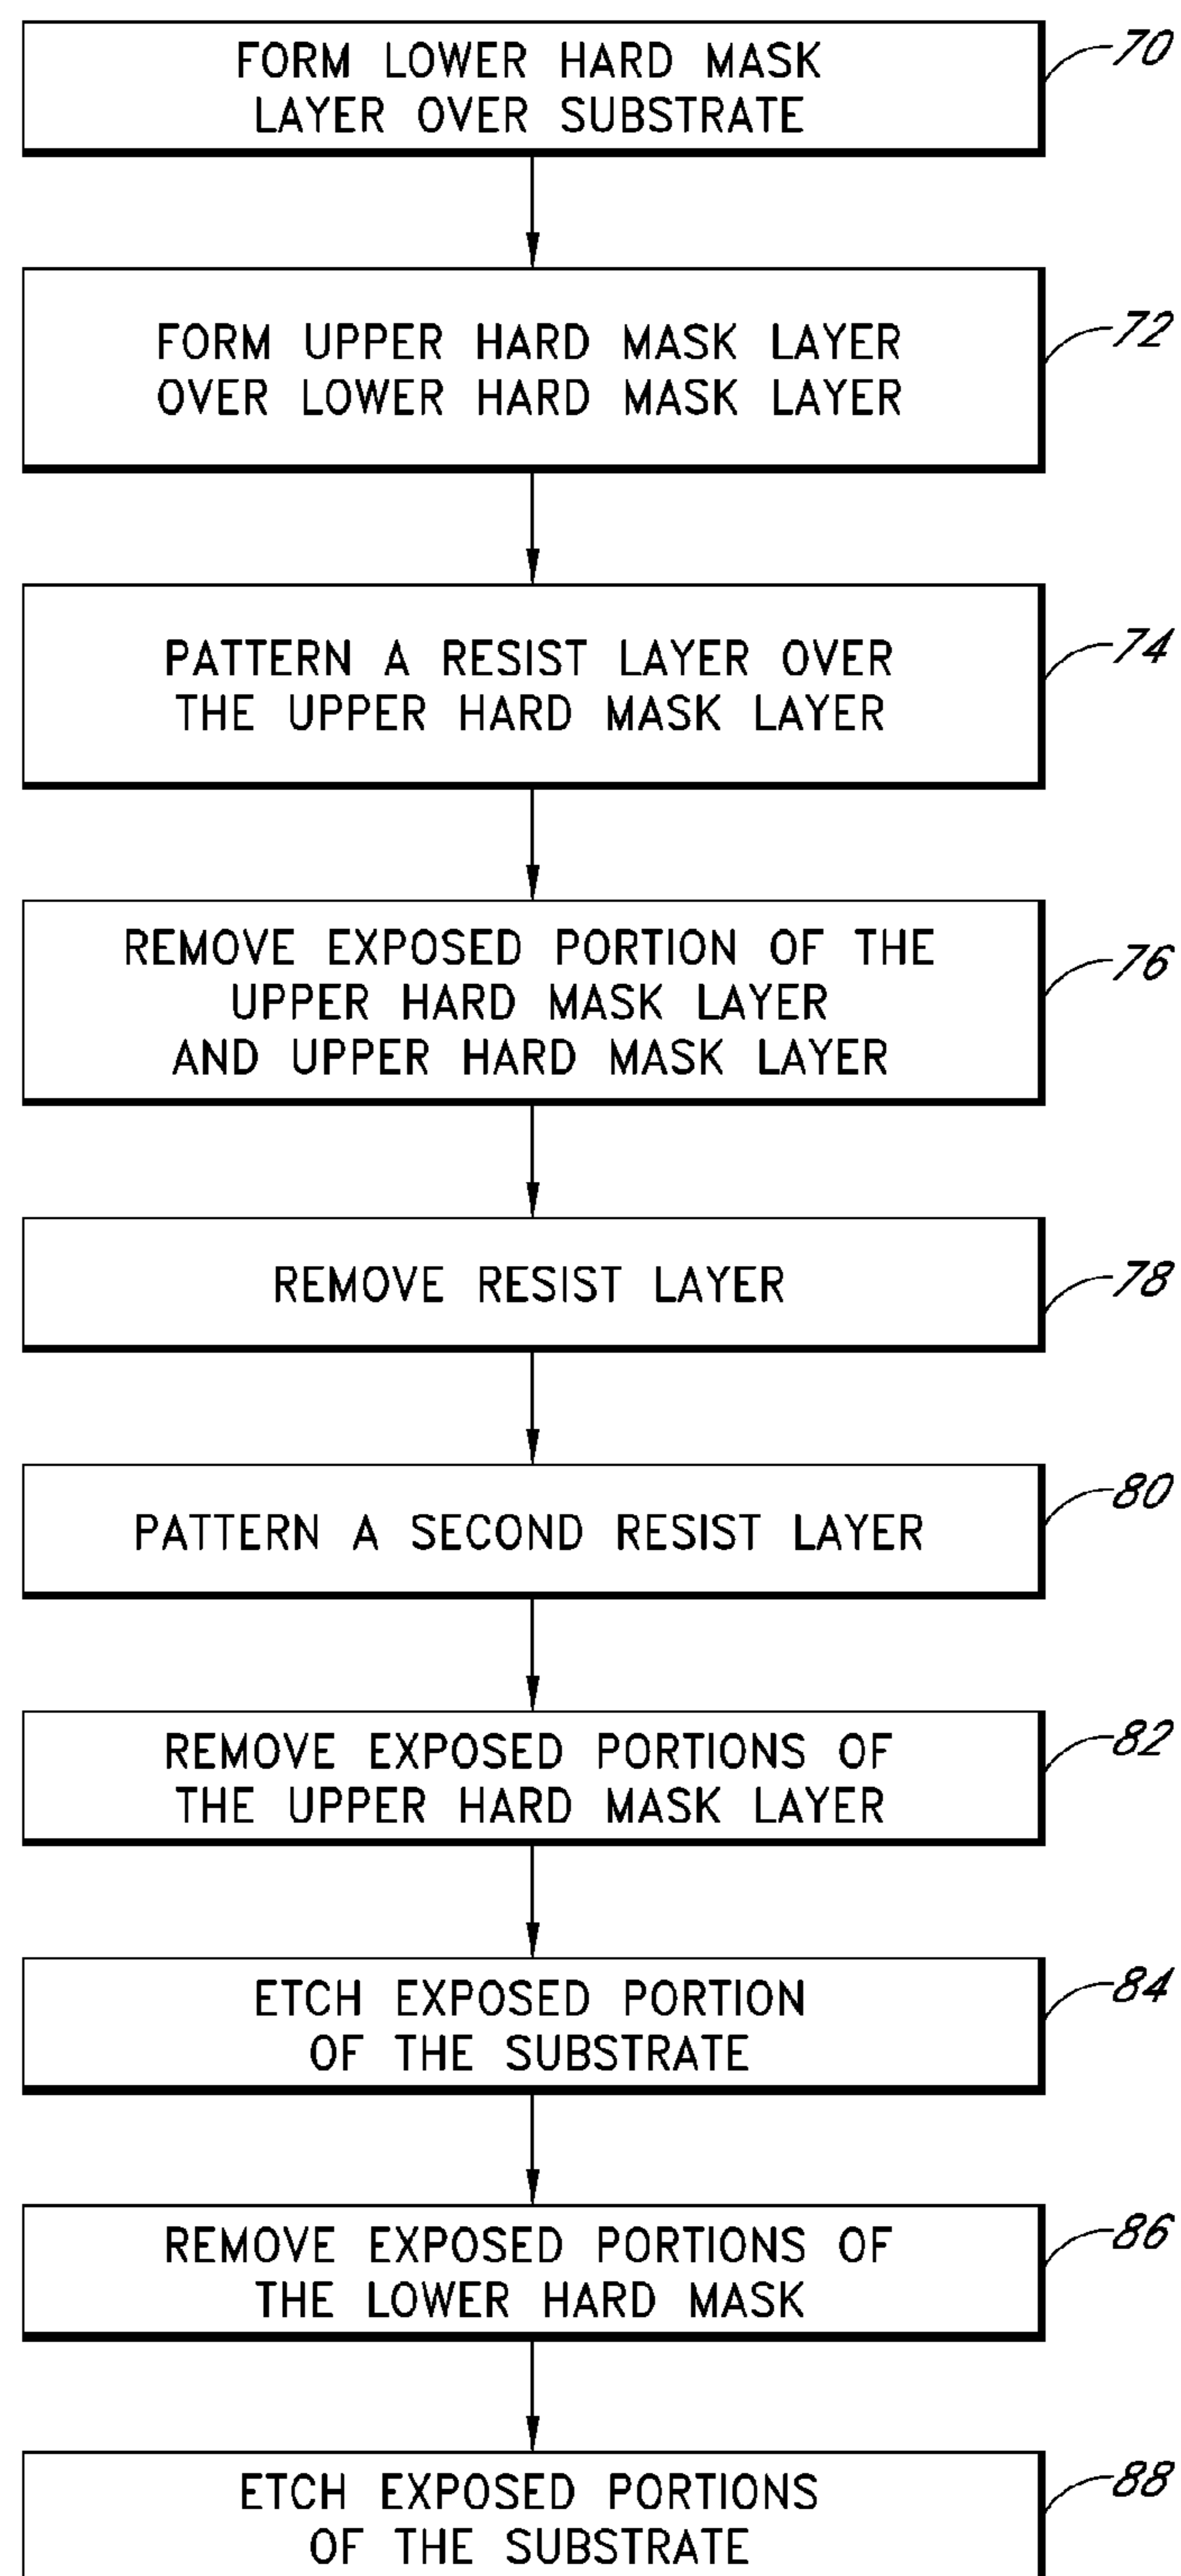 FORM LOWER HARD MASK
LAYER OVER SUBSTRATE
70
FORM UPPER HARD MASK LAYER
OVER LOWER HARD MASK LAYER
72
PATTERN A RESIST LAYER OVER
THE UPPER HARD MASK LAYER
74
REMOVE EXPOSED PORTION OF THE
UPPER HARD MASK LAYER
AND UPPER HARD MASK LAYER
76
REMOVE RESIST LAYER
78
PATTERN A SECOND RESIST LAYER
80
REMOVE EXPOSED PORTIONS OF
THE UPPER HARD MASK LAYER
82
ETCH EXPOSED PORTION
OF THE SUBSTRATE
84
REMOVE EXPOSED PORTIONS OF
THE LOWER HARD MASK
86
ETCH EXPOSED PORTIONS
OF THE SUBSTRATE
88